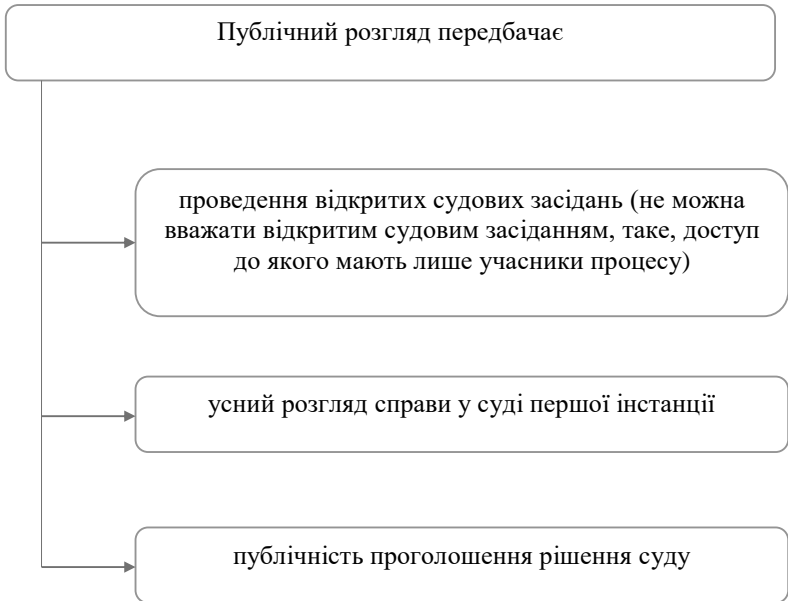 Публічний розгляд передбачає
проведення відкритих судових засідань (не можна
вважати відкритим судовим засіданням, таке, доступ
до якого мають лише учасники процесу)
усний розгляд справи у суді першої інстанції
публічність проголошення рішення суду